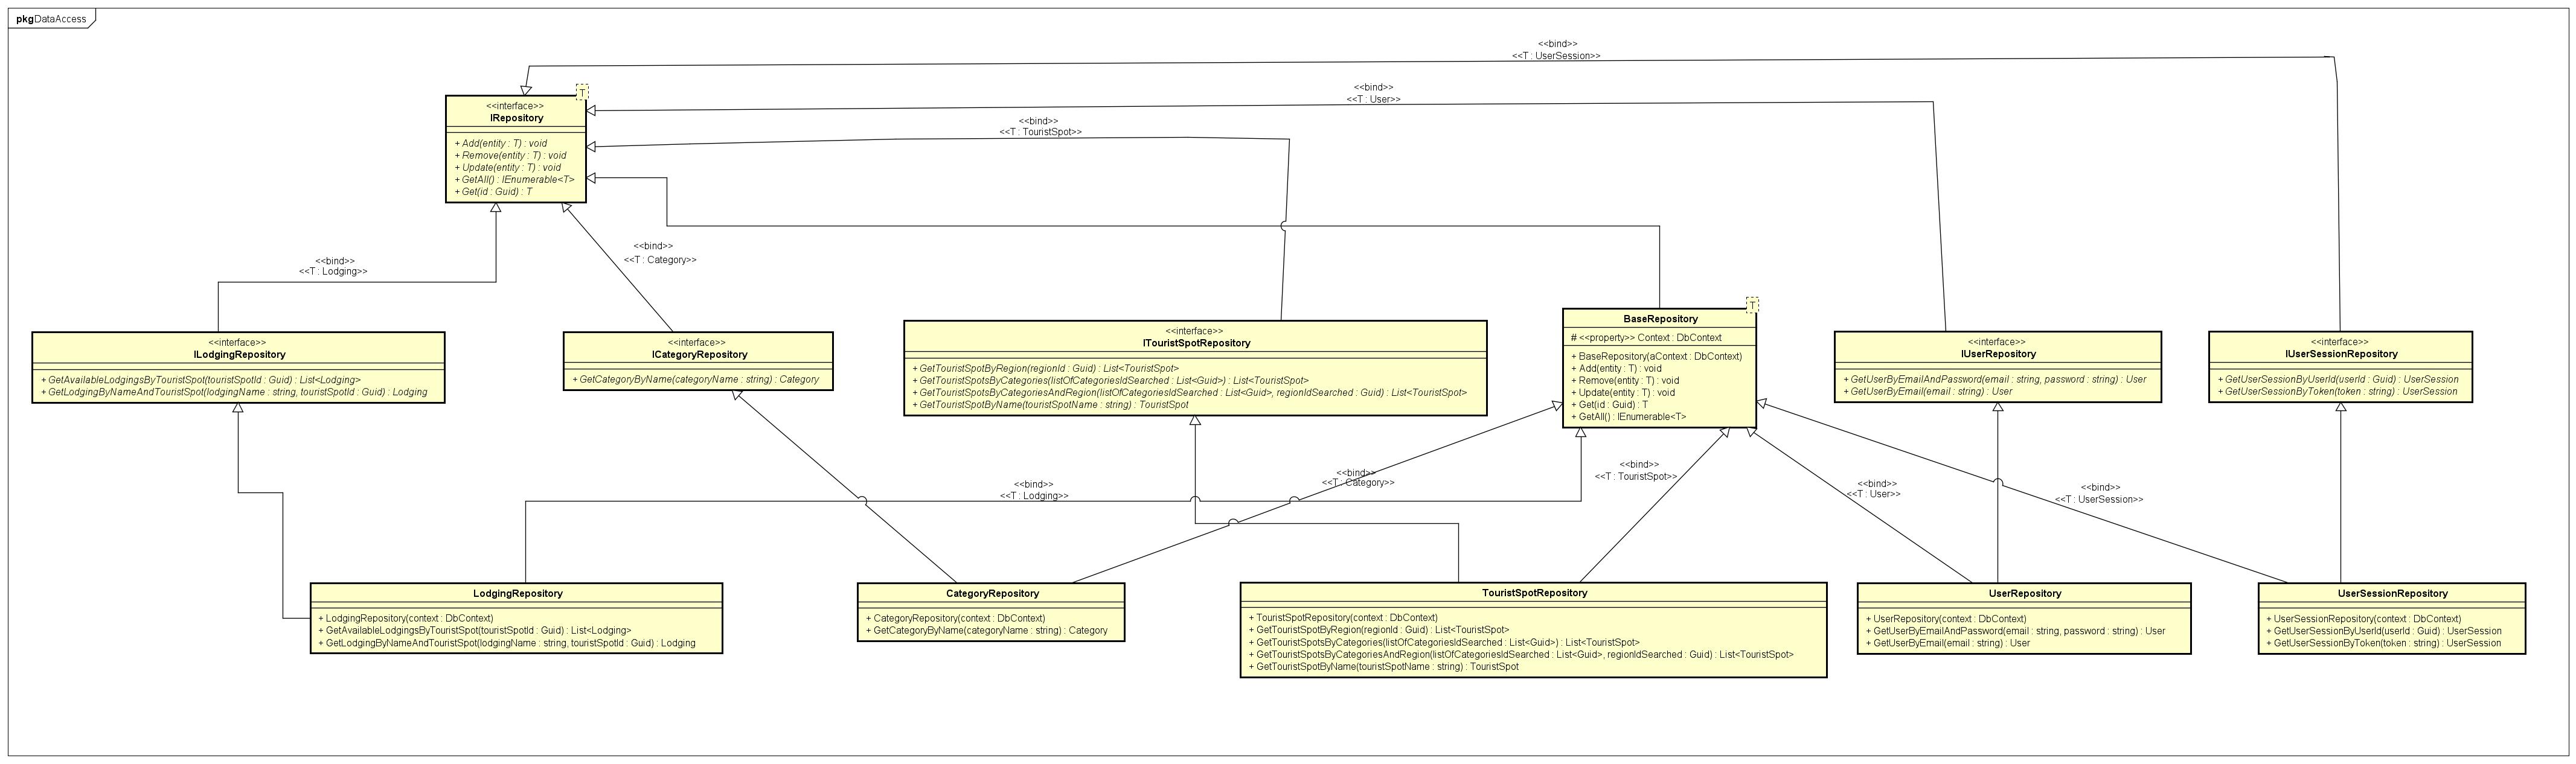 pkg DataAccess
<<bind>>
<<T : UserSession>>
<<bind>>
<<T : User>>
<<bind>>
<<T : TouristSpot>>
T
<<interface>>
IRepository
+ Add(entity : T) : void
+ Remove(entity : T) : void
+ Update(entity : T) : void
+ GetAll() : IEnumerable<T>
+ Get(id : Guid) : T
<<bind>>
<<T : Lodging>>
<<bind>>
<<T : Category>>
<<interface>>
ILodgingRepository
+ GetAvailableLodgingsByTouristSpot(touristSpotId : Guid) : List<Lodging>
+ GetLodgingByNameAndTouristSpot(lodgingName : string, touristSpotId : Guid) : Lodging
<<interface>>
ICategoryRepository
+ GetCategoryByName(categoryName : string) : Category
<<interface>>
ITouristSpotRepository
+ GetTouristSpotByRegion(regionId : Guid) : List<TouristSpot>
+ GetTouristSpotsByCategories(listOfCategoriesIdSearched : List<Guid>) : List<TouristSpot>
+ GetTouristSpotsByCategoriesAndRegion(listOfCategoriesIdSearched : List<Guid>, regionIdSearched : Guid) : List<TouristSpot>
+ GetTouristSpotByName(touristSpotName : string) : TouristSpot
T
BaseRepository
# <<property>> Context : DbContext
+ BaseRepository(aContext : DbContext)
+ Add(entity : T) : void
+ Remove(entity : T) : void
+ Update(entity : T) : void
+ Get(id : Guid) : T
+ GetAll() : IEnumerable<T>
<<interface>>
IUserRepository
+ GetUserByEmailAndPassword(email : string, password : string) : User
+ GetUserByEmail(email : string) : User
<<interface>>
IUserSessionRepository
+ GetUserSessionByUserId(userId : Guid) : UserSession
+ GetUserSessionByToken(token : string) : UserSession
<<bind>>
<<T : Lodging>>
<<bind>>
<<T : Category>>
<<bind>>
<<T : TouristSpot>>
<<bind>>
<<T : User>>
<<bind>>
<<T : UserSession>>
LodgingRepository
+ LodgingRepository(context : DbContext)
+ GetAvailableLodgingsByTouristSpot(touristSpotId : Guid) : List<Lodging>
+ GetLodgingByNameAndTouristSpot(lodgingName : string, touristSpotId : Guid) : Lodging
CategoryRepository
+ CategoryRepository(context : DbContext)
+ GetCategoryByName(categoryName : string) : Category
TouristSpotRepository
+ TouristSpotRepository(context : DbContext)
+ GetTouristSpotByRegion(regionId : Guid) : List<TouristSpot>
+ GetTouristSpotsByCategories(listOfCategoriesIdSearched : List<Guid>) : List<TouristSpot>
+ GetTouristSpotsByCategoriesAndRegion(listOfCategoriesIdSearched : List<Guid>, regionIdSearched : Guid) : List<TouristSpot>
+ GetTouristSpotByName(touristSpotName : string) : TouristSpot
UserRepository
+ UserRepository(context : DbContext)
+ GetUserByEmailAndPassword(email : string, password : string) : User
+ GetUserByEmail(email : string) : User
UserSessionRepository
+ UserSessionRepository(context : DbContext)
+ GetUserSessionByUserId(userId : Guid) : UserSession
+ GetUserSessionByToken(token : string) : UserSession